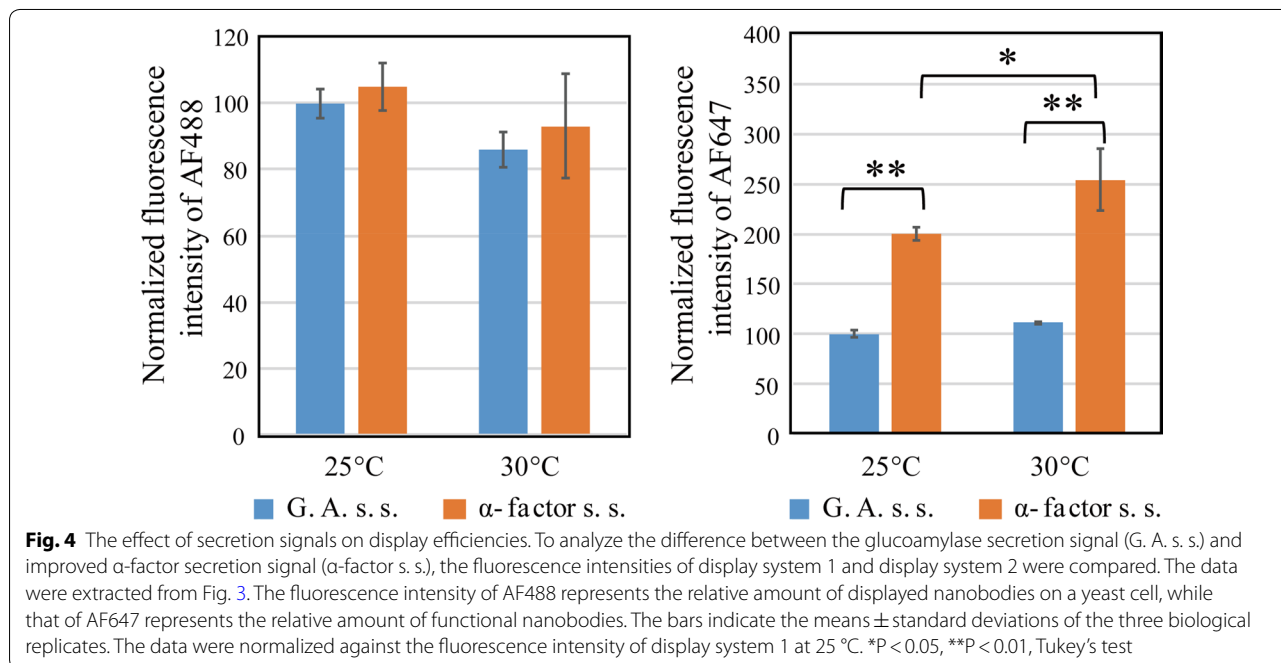 Normalized fluorescence
intensity of AF488
120
100
80
60
40
20
0
25°C
30°C
G. A. s. s.
α- factor s. s.
Normalized fluorescence
intensity of AF647
400
350
300
250
200
150
100
50
0
**
*
**
25°C
30°C
G. A. s. s.
α- factor s. s.
Fig. 4 The effect of secretion signals on display efficiencies. To analyze the difference between the glucoamylase secretion signal (G. A. s. s.) and
improved α-factor secretion signal (α-factor s. s.), the fluorescence intensities of display system 1 and display system 2 were compared. The data
were extracted from Fig. 3. The fluorescence intensity of AF488 represents the relative amount of displayed nanobodies on a yeast cell, while
that of AF647 represents the relative amount of functional nanobodies. The bars indicate the means ± standard deviations of the three biological
replicates. The data were normalized against the fluorescence intensity of display system 1 at 25 °C. *P < 0.05, **P < 0.01, Tukey's test